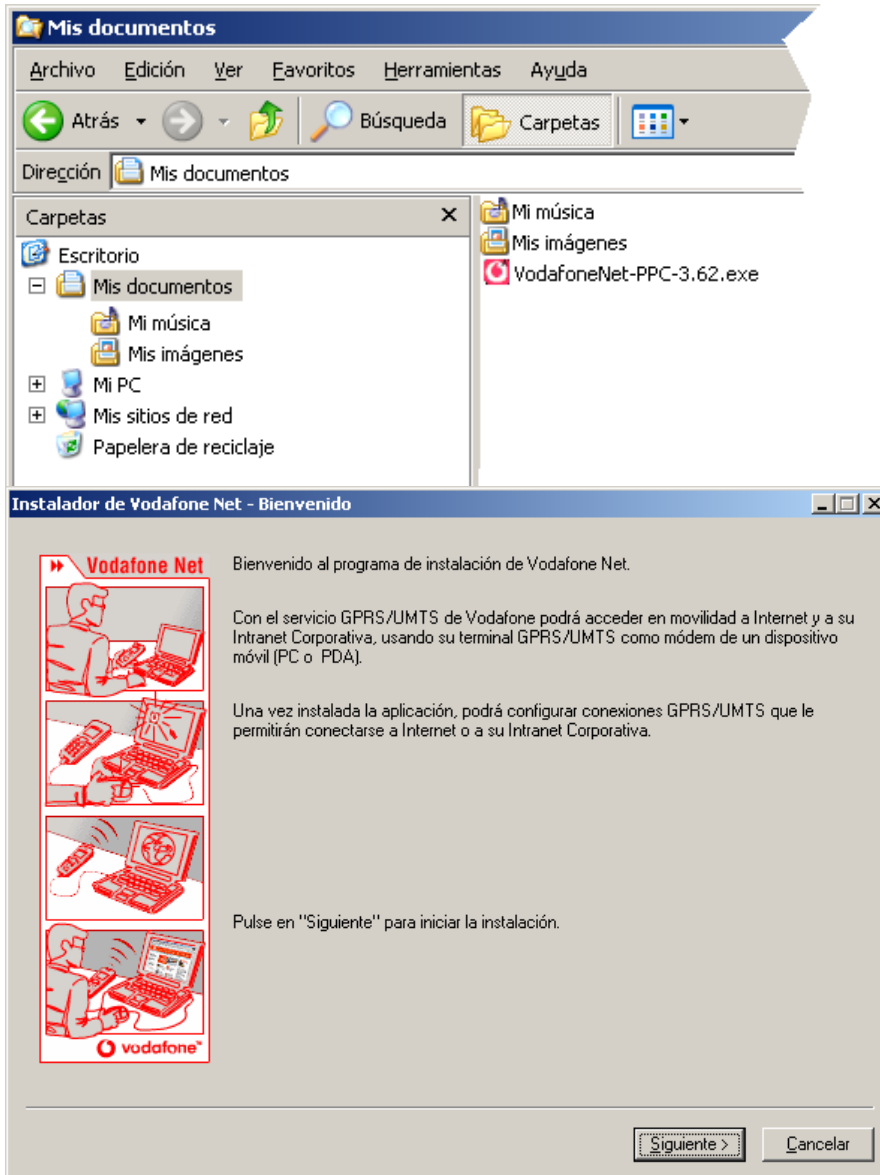 Mis documentos
Archivo Edición Ver Favoritos Herramientas Ayuda
Atrás Búsqueda Carpetas
Dirección Mis documentos
Carpetas x
Escritorio
Mis documentos
Mi música
Mis imágenes
Mi PC
Mis sitios de red
Papelera de reciclaje
Mi música
Mis imágenes
VodafoneNet-PPC-3.62.exe
Instalador de Vodafone Net - Bienvenido
Vodafone Net
vodafone™
Bienvenido al programa de instalación de Vodafone Net.
Con el servicio GPRS/UMTS de Vodafone podrá acceder en movilidad a Internet y a su
Intranet Corporativa, usando su terminal GPRS/UMTS como módem de un dispositivo
móvil (PC o PDA).
Una vez instalada la aplicación, podrá configurar conexiones GPRS/UMTS que le
permitirán conectarse a Internet o a su Intranet Corporativa.
Pulse en "Siguiente" para iniciar la instalación.
Siguiente > Cancelar